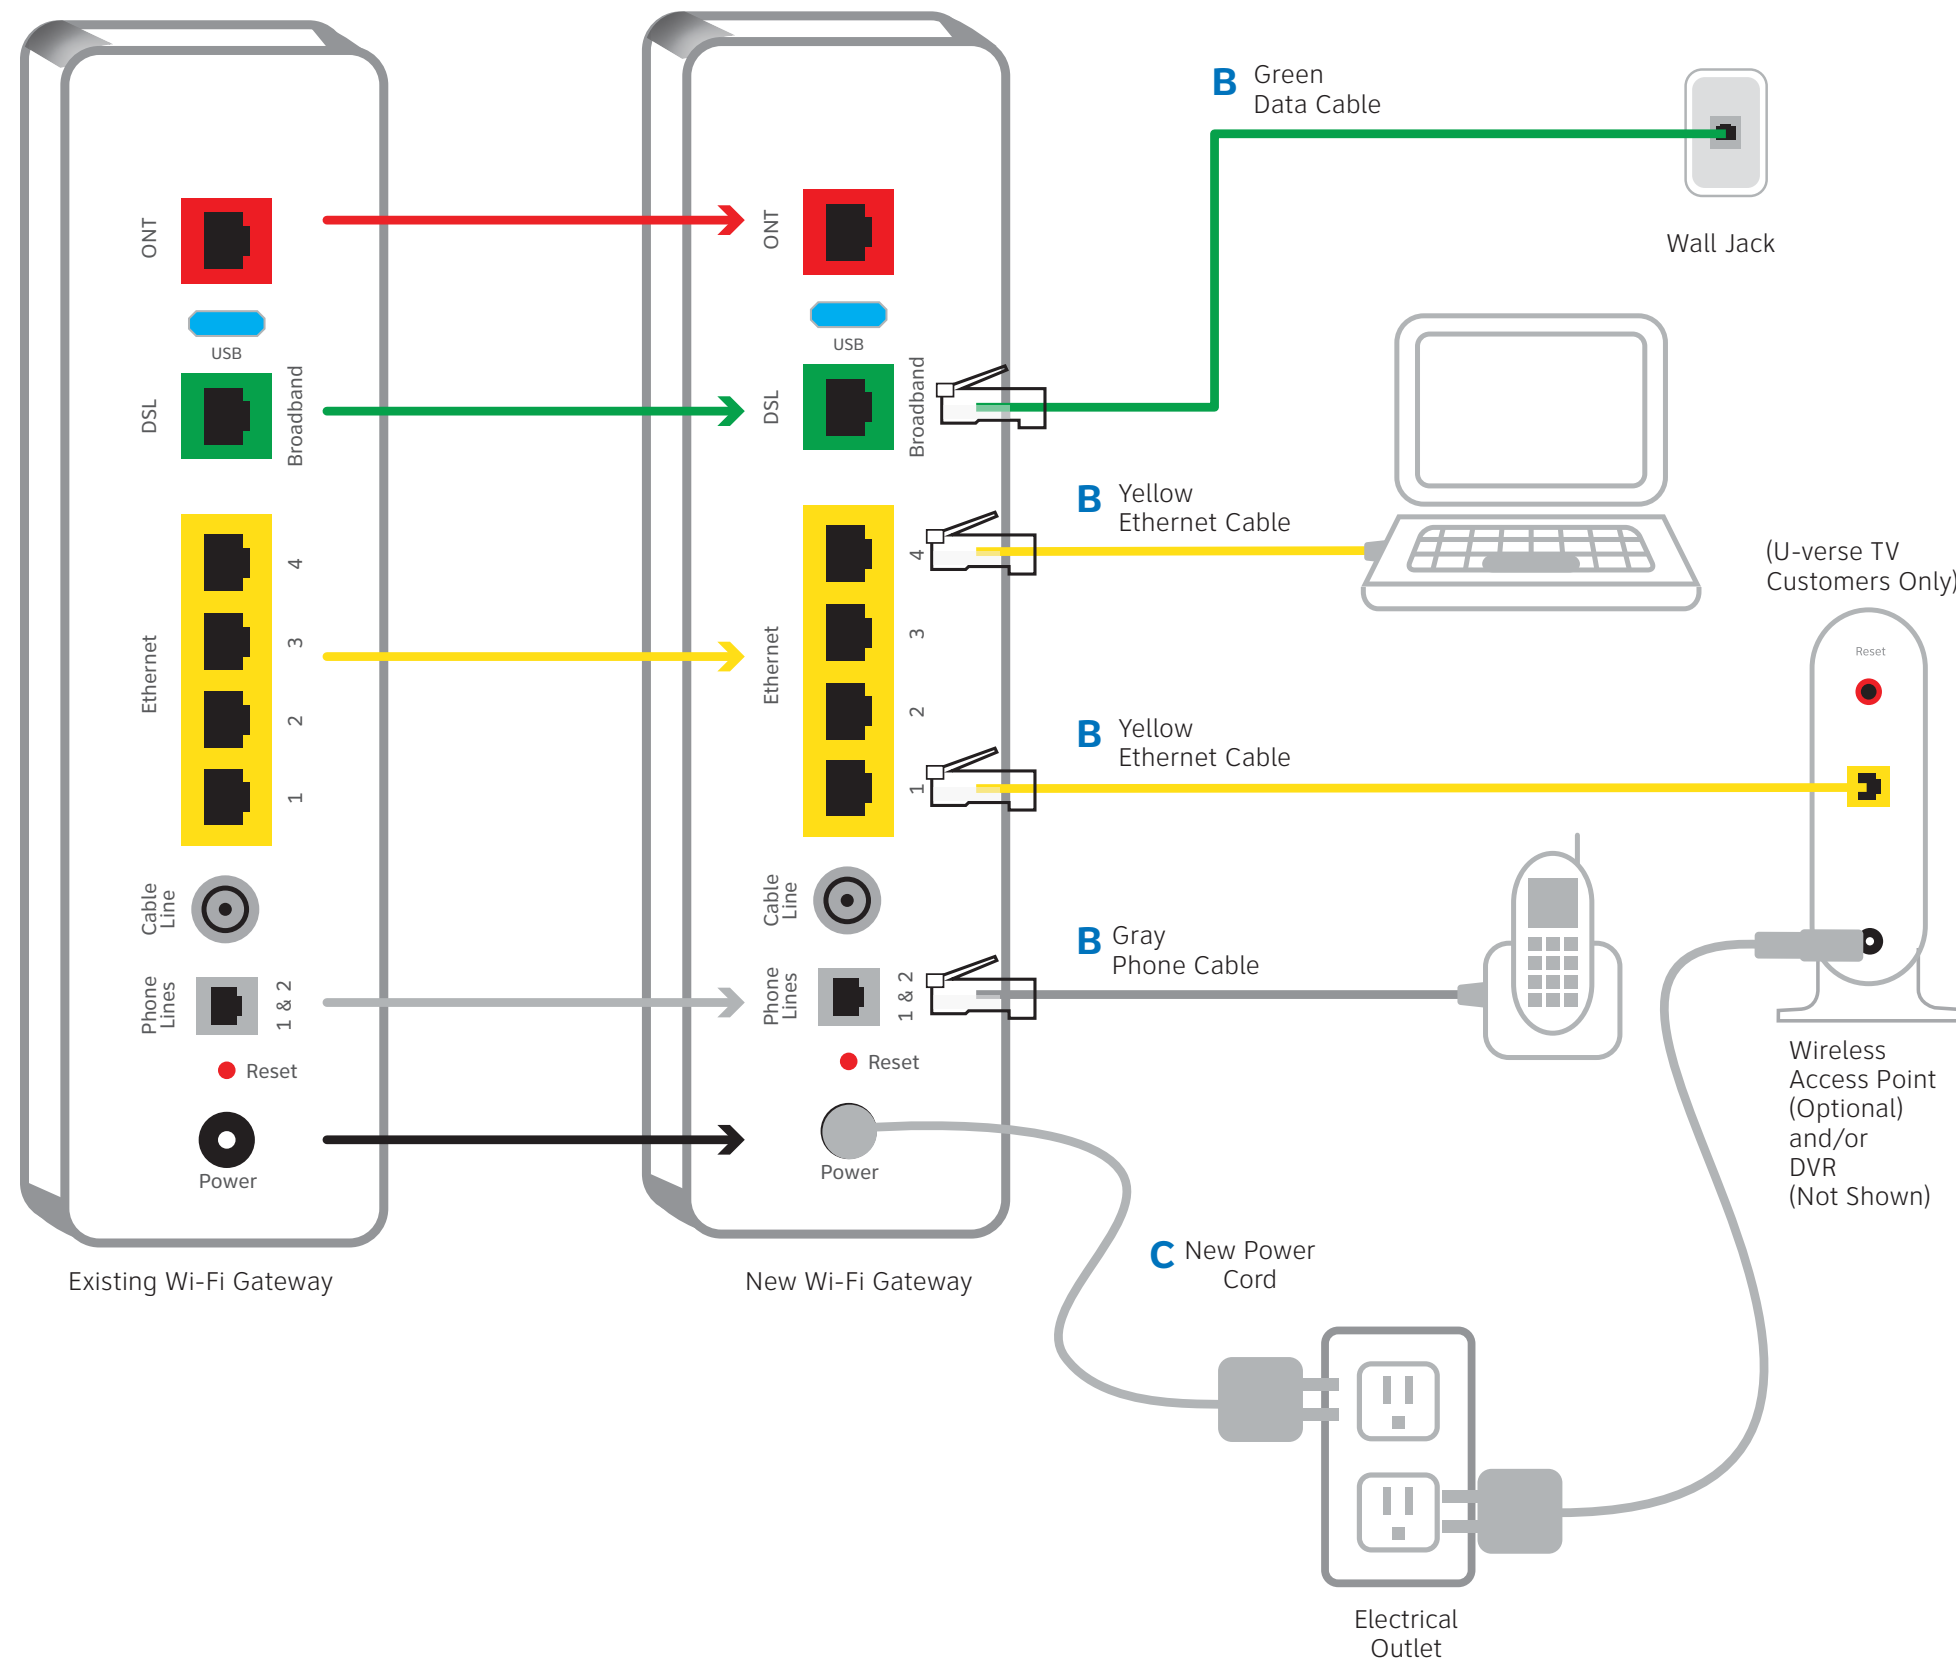 ONT
USB
DSL
Broadband
Ethernet
4
3
2
1
Cable
Line
Phone
Lines
1 & 2
Reset
Power
Existing Wi-Fi Gateway
ONT
USB
DSL
Broadband
Ethernet
4
3
2
1
Cable
Line
Phone
Lines
1 & 2
Reset
Power
New Wi-Fi Gateway
B Green
Data Cable
Wall Jack
B Yellow
Ethernet Cable
(U-verse TV
Customers Only)
Reset
B Yellow
Ethernet Cable
B Gray
Phone Cable
Wireless
Access Point
(Optional)
and/or
DVR
(Not Shown)
C New Power
Cord
Electrical
Outlet